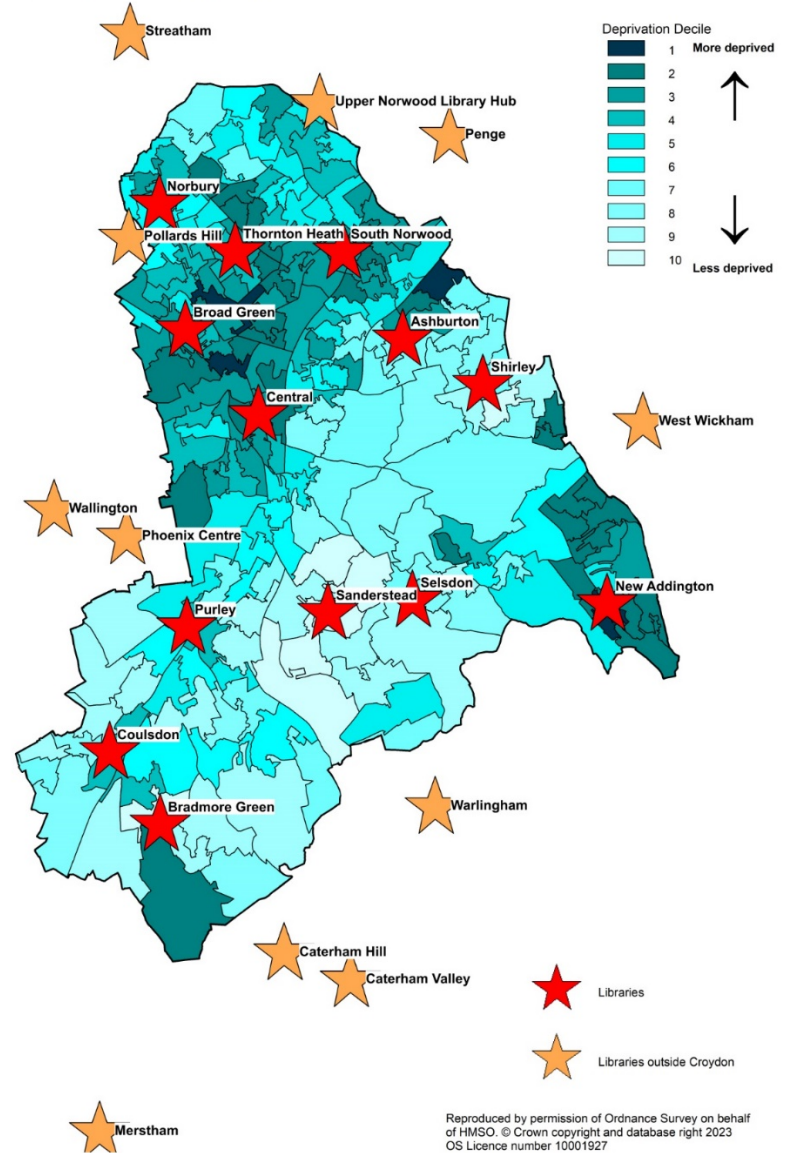 Streatham
Deprivation Decile
1 More deprived
2
3
4
5
6
7
8
9
10 Less deprived
Upper Norwood Library Hub
Penge
Norbury
Pollards Hill
Thornton Heath
South Norwood
Broad Green
Ashburton
Shirley
Central
West Wickham
Wallington
Phoenix Centre
Selsdon
New Addington
Sanderstead
Purley
Coulsdon
Bradmore Green
Warlingham
Caterham Hill
Caterham Valley
Libraries
Libraries outside Croydon
Merstham
Reproduced by permission of Ordnance Survey on behalf
of HMSO. © Crown copyright and database right 2023
OS Licence number 10001927